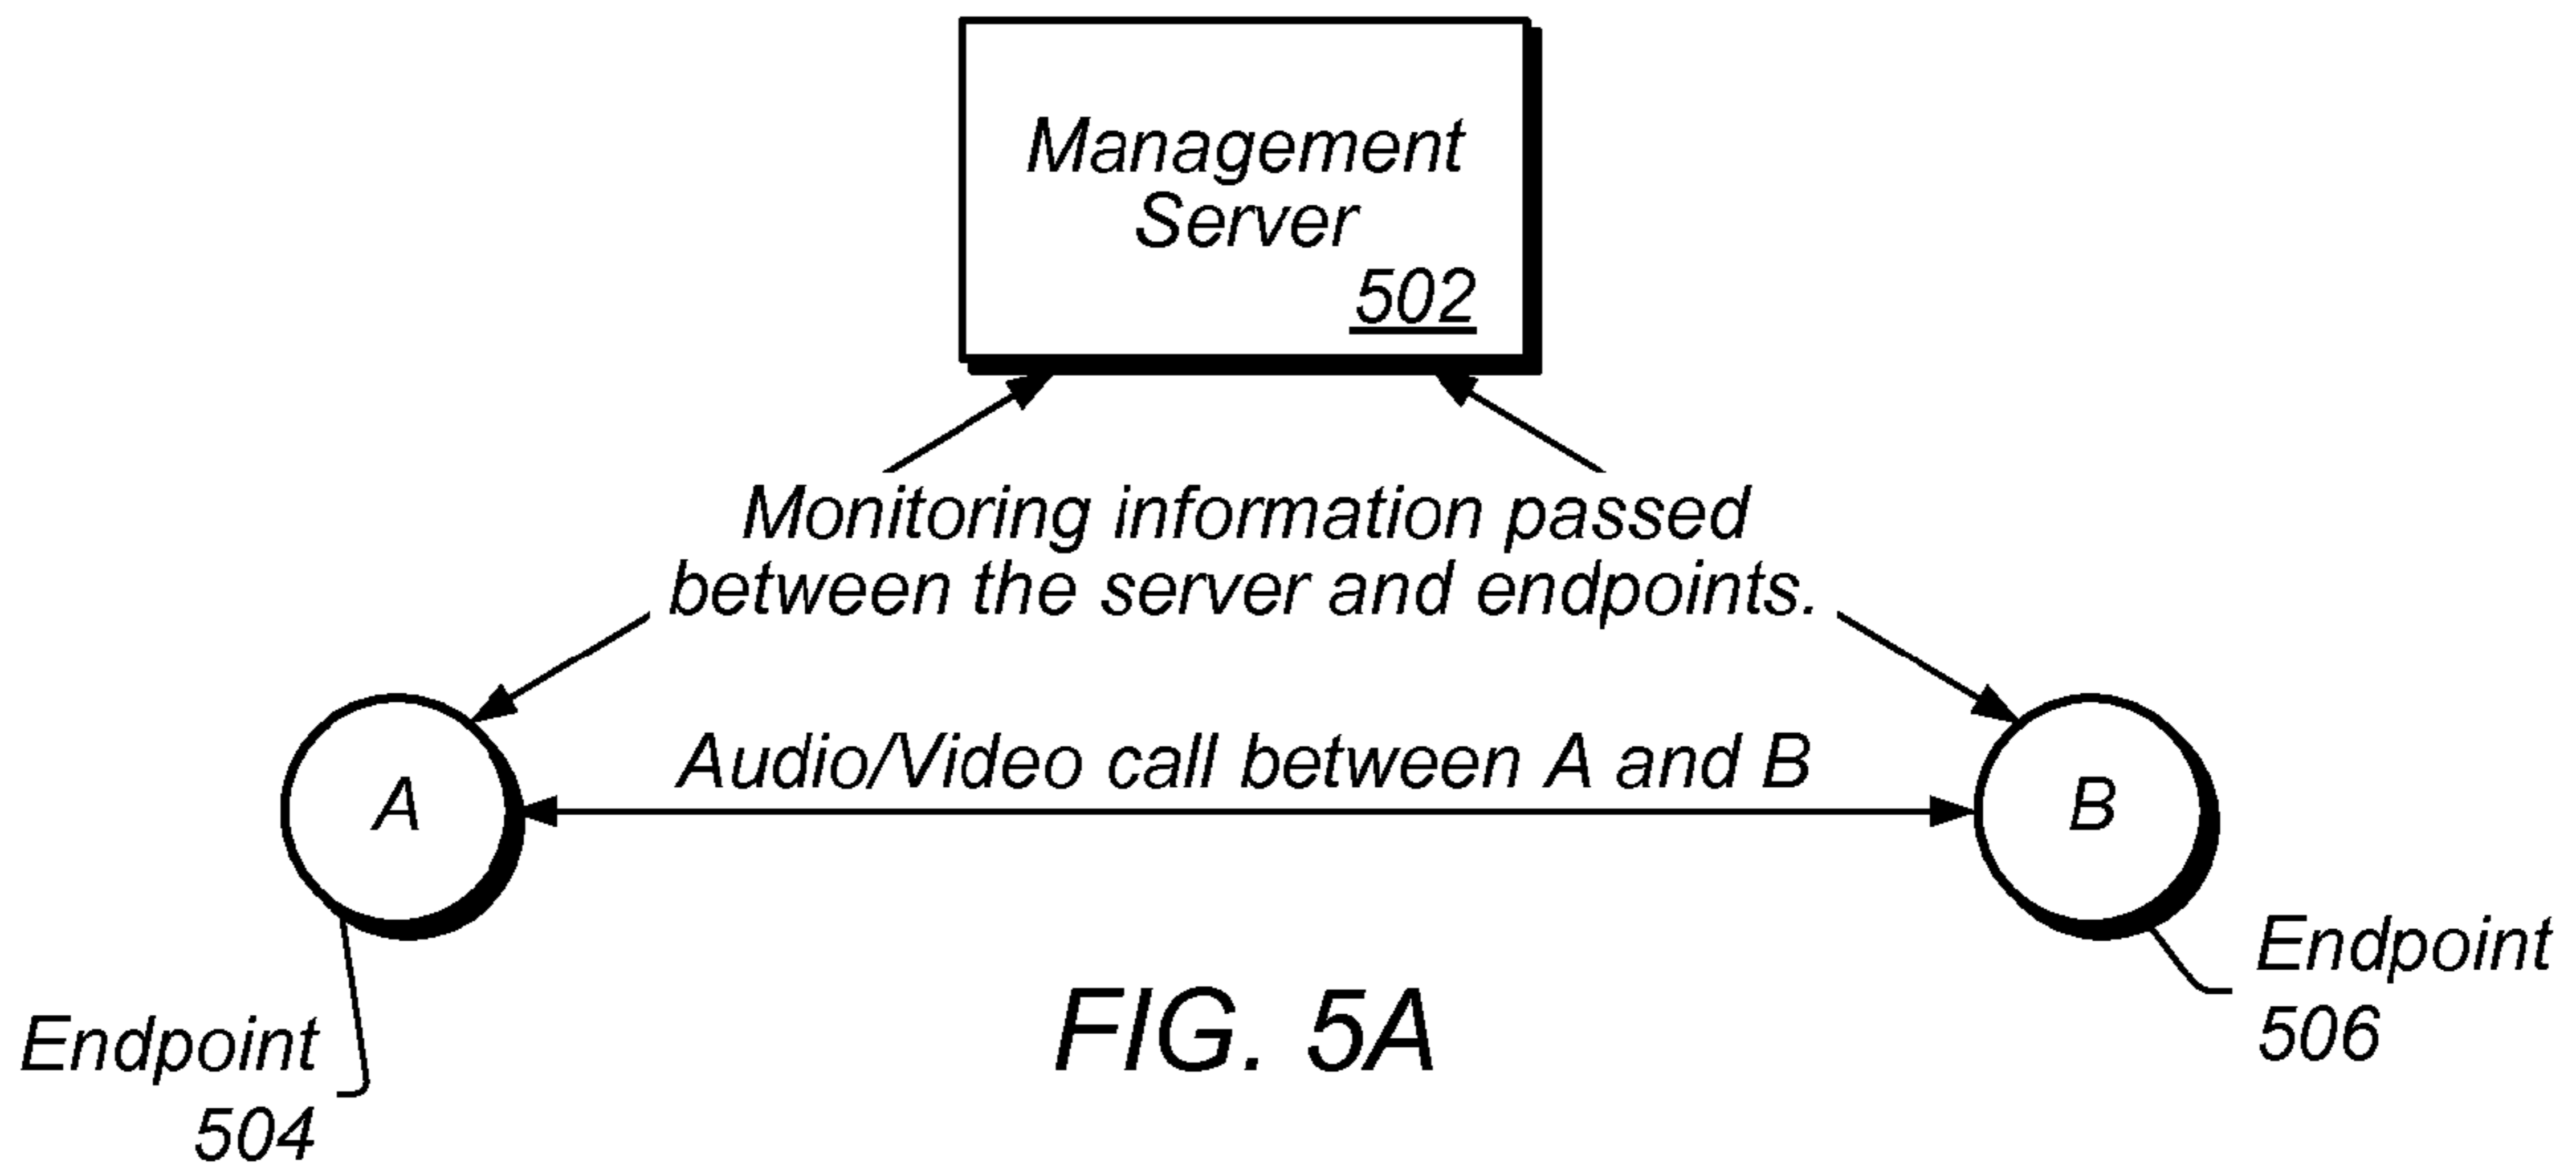 Management
Server
502
Monitoring information passed
between the server and endpoints.
Audio/Video call between A and B
A
B
Endpoint
504
Endpoint
506
FIG. 5A